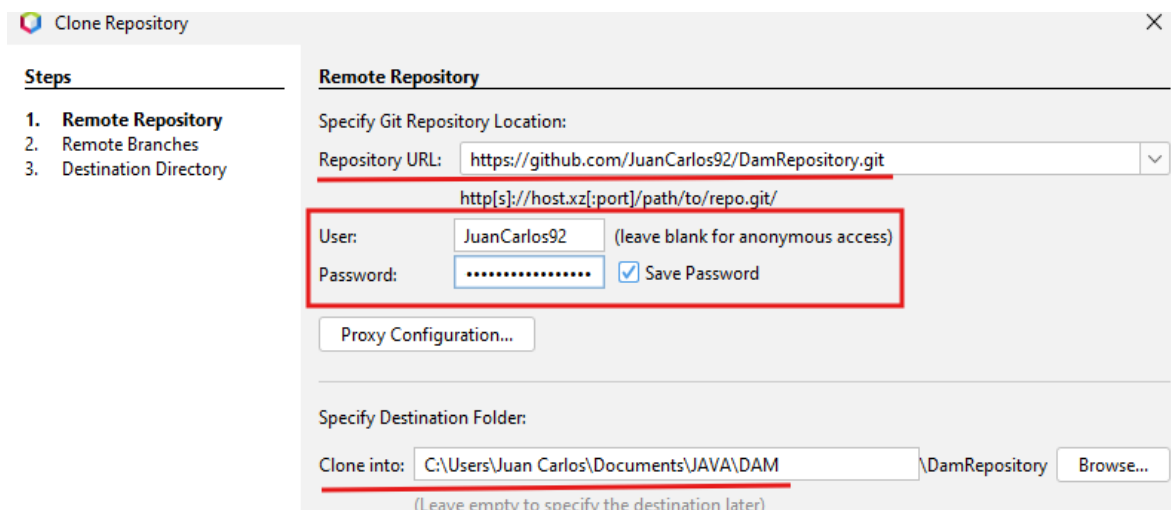 Clone Repository
Steps
1. Remote Repository
2. Remote Branches
3. Destination Directory
Remote Repository
Specify Git Repository Location:
Repository URL: https://github.com/JuanCarlos92/DamRepository.git
http[s]://host.xz[:port]/path/to/repo.git/
User: JuanCarlos92 (leave blank for anonymous access)
Password: ••••••••••••••••• Save Password
Proxy Configuration...
Specify Destination Folder:
Clone into: C:\Users\Juan Carlos\Documents\JAVA\DAM \DamRepository Browse...
(Leave empty to specify the destination later)